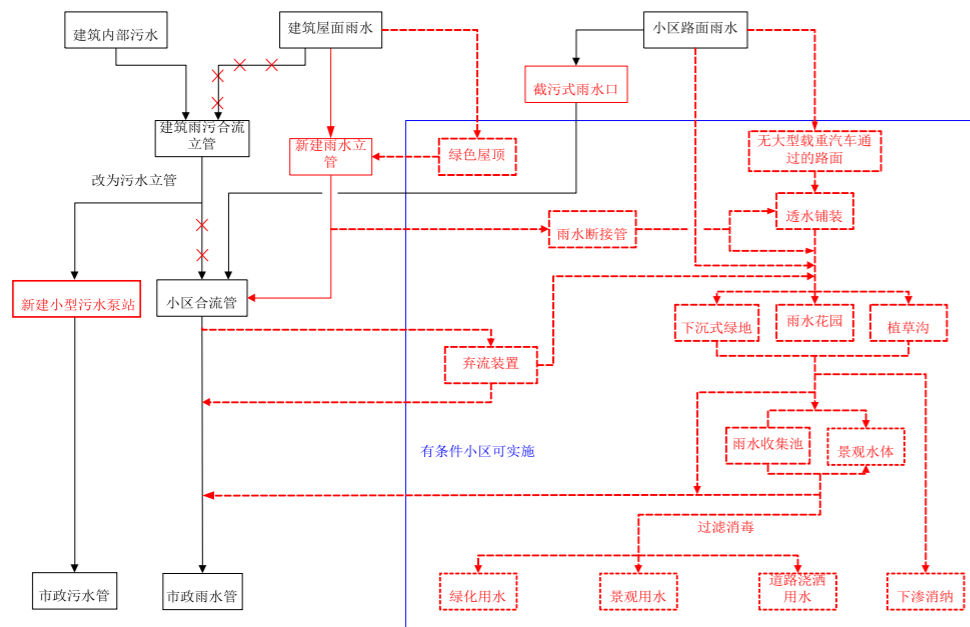 建筑内部污水
建筑屋面雨水
小区路面雨水
截污式雨水口
建筑雨污合流
立管
新建雨水立
管
绿色屋顶
无大型载重汽车通
过的路面
改为污水立管
透水铺装
雨水断接管
新建小型污水泵站
小区合流管
下沉式绿地
雨水花园
植草沟
弃流装置
有条件小区可实施
雨水收集池
景观水体
过滤消毒
市政污水管
市政雨水管
绿化用水
景观用水
道路浇洒
用水
下渗消纳